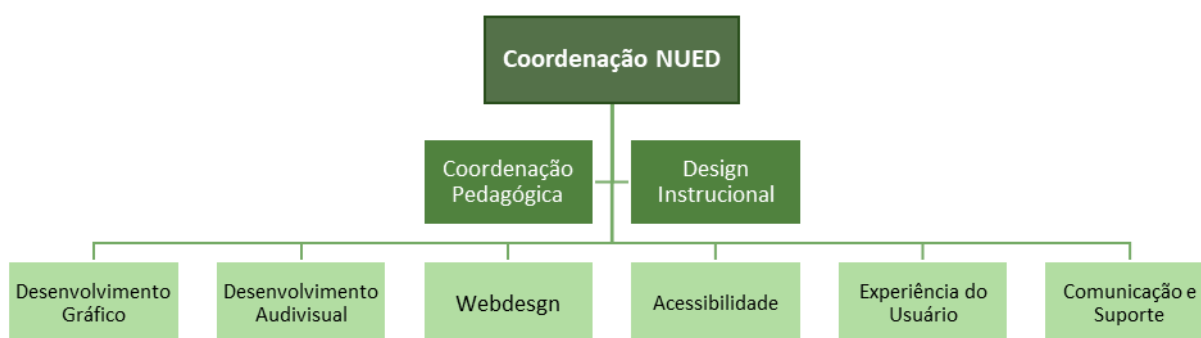 Coordenação NUED
Coordenação
Pedagógica
Design
Instrucional
Desenvolvimento
Gráfico
Desenvolvimento
Audivisual
Webdesgn
Acessibilidade
Experiência do
Usuário
Comunicação e
Suporte